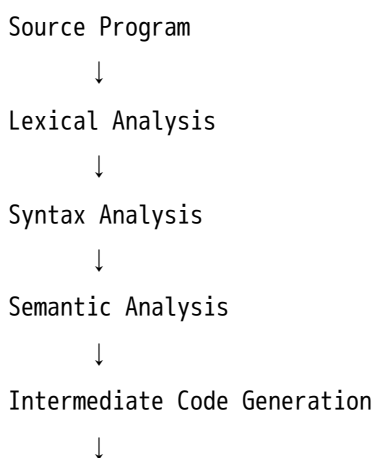 Source Program
↓
Lexical Analysis
↓
Syntax Analysis
↓
Semantic Analysis
↓
Intermediate Code Generation
↓